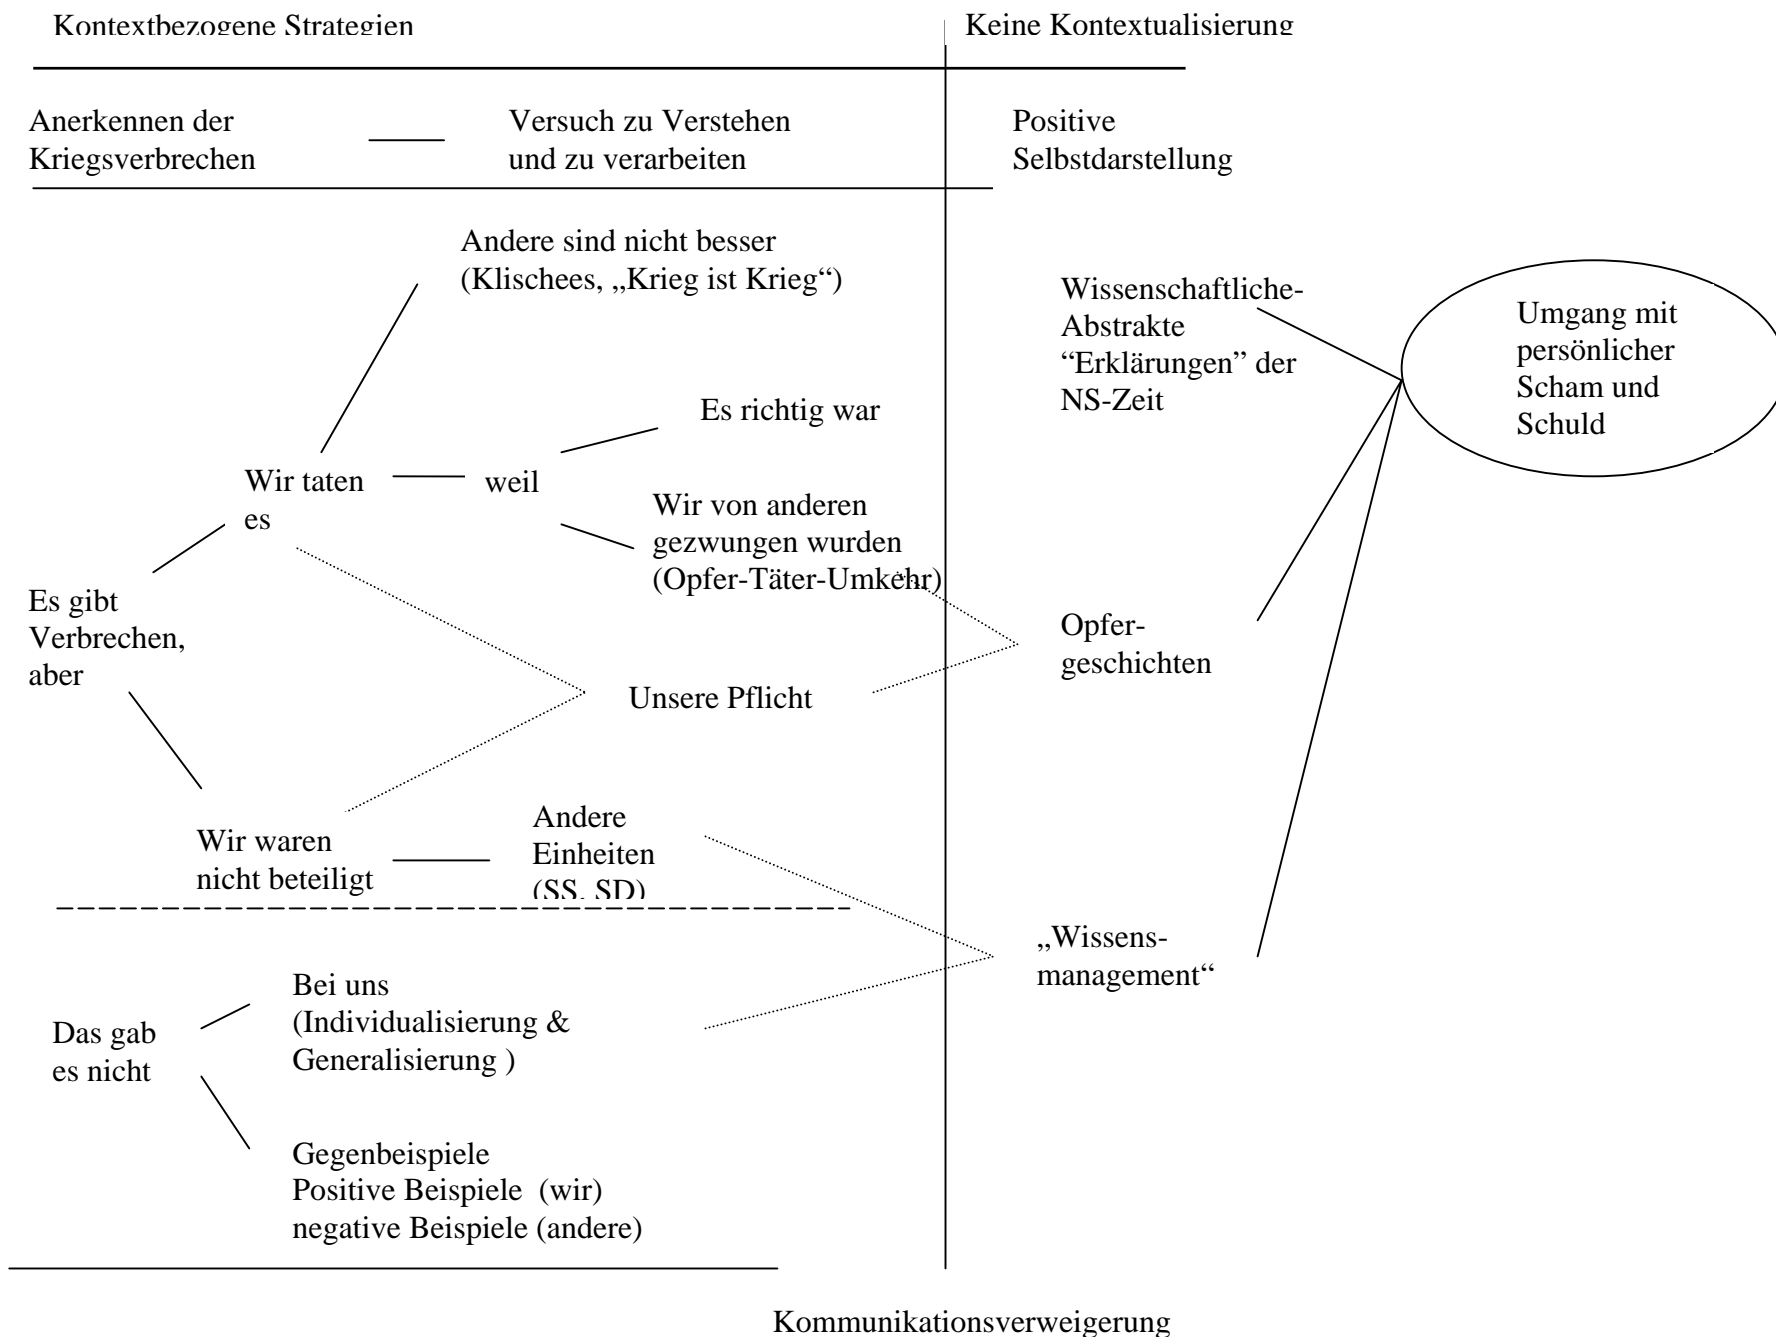 Kontextbezogene Strategien
Keine Kontextualisierung
Anerkennen der
Kriegsverbrechen
Versuch zu Verstehen
und zu verarbeiten
Positive
Selbstdarstellung
Andere sind nicht besser
(Klischees, „Krieg ist Krieg“)
Wissenschaftliche-
Abstrakte
“Erklärungen” der
NS-Zeit
Umgang mit
persönlicher
Scham und
Schuld
Es richtig war
Wir taten
es
weil
Wir von anderen
gezwungen wurden
(Opfer-Täter-Umkehr)
Es gibt
Verbrechen,
aber
Opfer-
geschichten
Unsere Pflicht
Wir waren
nicht beteiligt
Andere
Einheiten
(SS, SD)
„Wissens-
management“
Das gab
es nicht
Bei uns
(Individualisierung &
Generalisierung )
Gegenbeispiele
Positive Beispiele  (wir)
negative Beispiele (andere)
Kommunikationsverweigerung